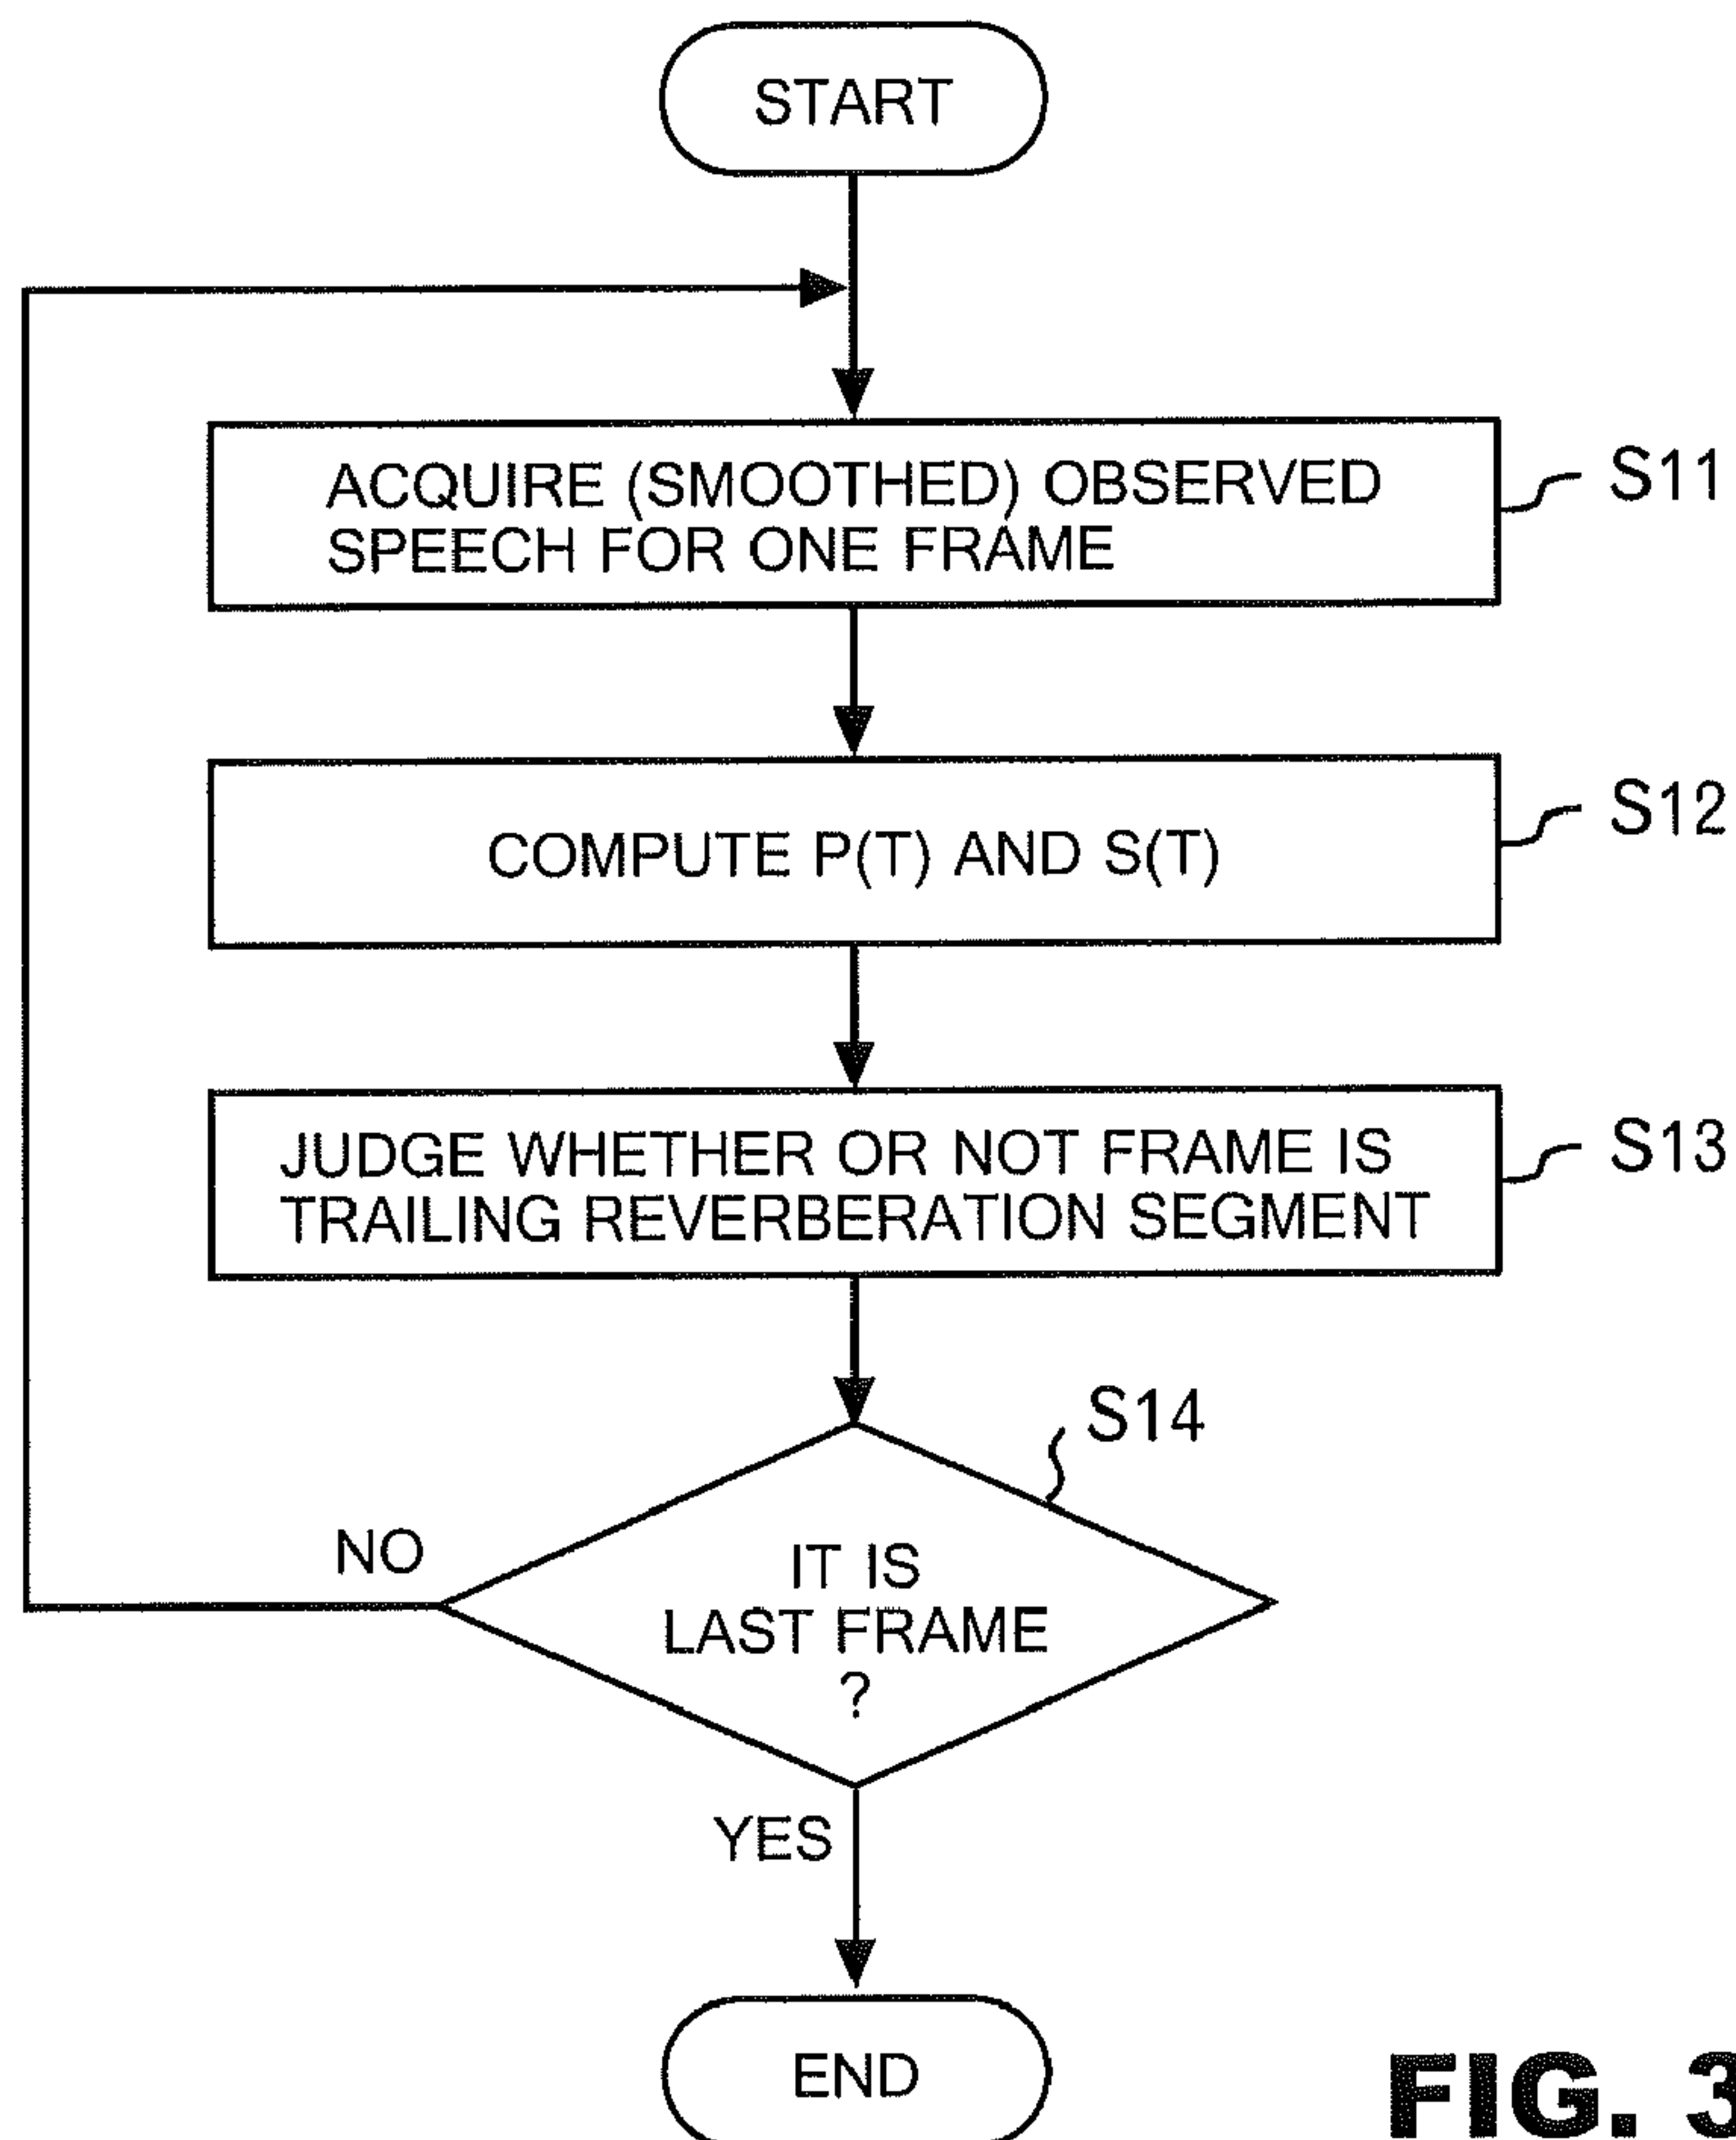 START
ACQUIRE (SMOOTHED) OBSERVED
SPEECH FOR ONE FRAME
S11
COMPUTE P(T) AND S(T)
S12
JUDGE WHETHER OR NOT FRAME IS
TRAILING REVERBERATION SEGMENT
S13
S14
NO
IT IS
LAST FRAME
?
YES
END
FIG. 3